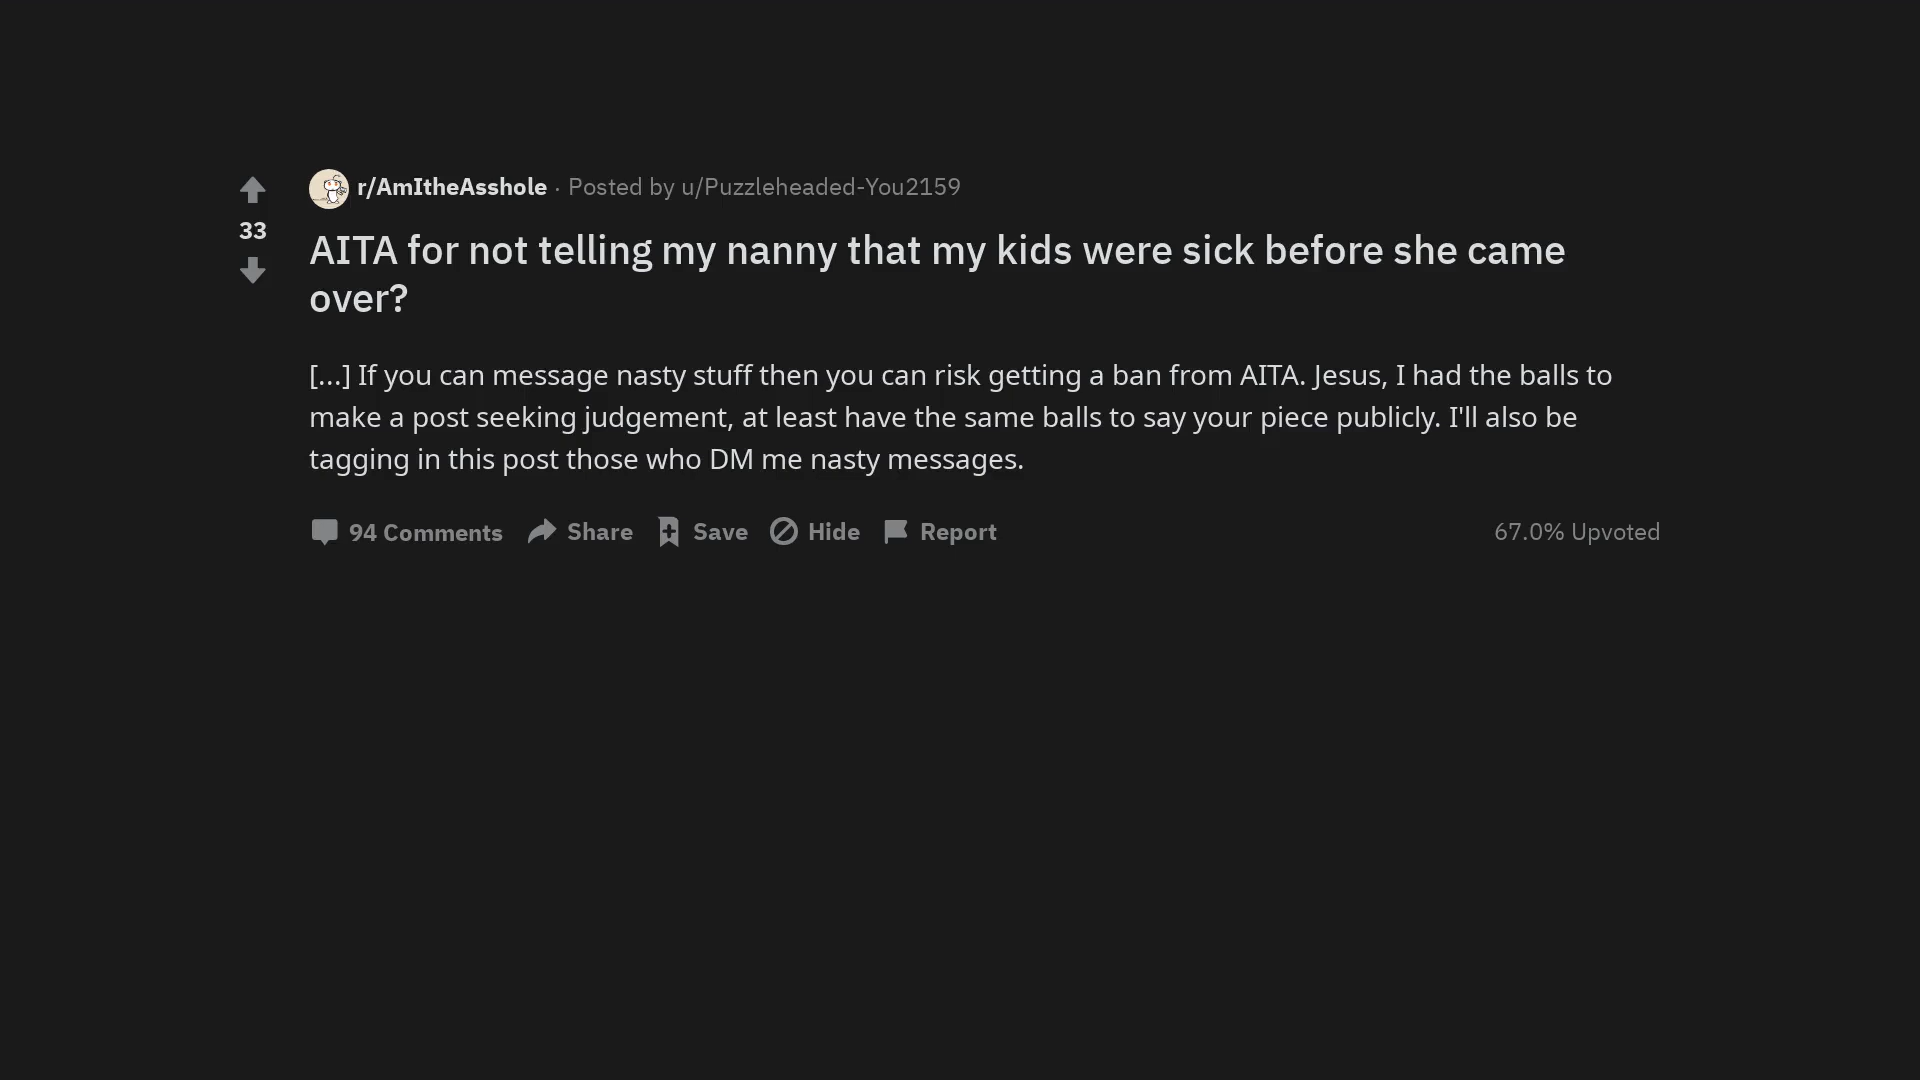 r/AmItheAsshole · Posted by u/Puzzleheaded-You2159
33
AITA for not telling my nanny that my kids were sick before she came
over?
[...] If you can message nasty stuff then you can risk getting a ban from AITA. Jesus, I had the balls to
make a post seeking judgement, at least have the same balls to say your piece publicly. I'll also be
tagging in this post those who DM me nasty messages.
94 Comments Share Save Hide Report 67.0% Upvoted